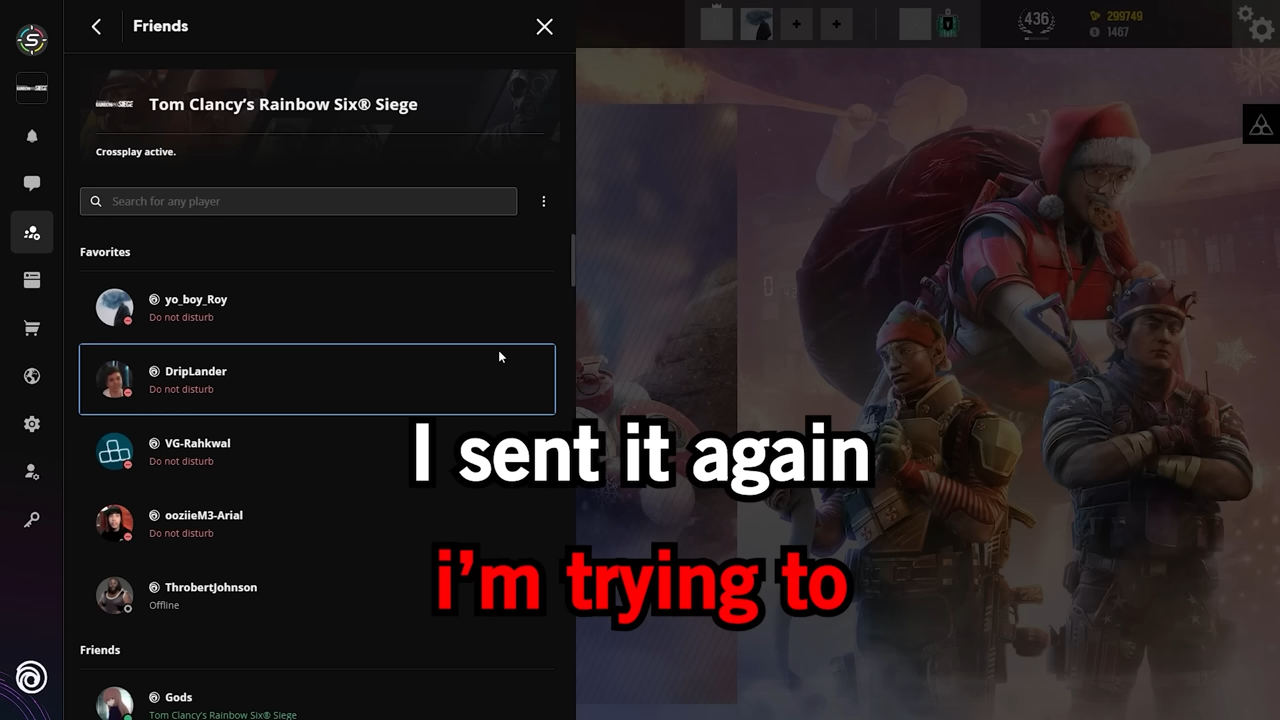 Friends
436
299749
1467
Tom Clancy's Rainbow Six® Siege
Crossplay active.
Search for any player
Favorites
yo_boy_Roy
Do not disturb
DripLander
Do not disturb
VG-Rahkwal
Do not disturb
ooziieM3-Arial
Do not disturb
ThrobertJohnson
Offline
Friends
Gods
Tom Clancy's Rainbow Six® Siege
I sent it again
i'm trying to